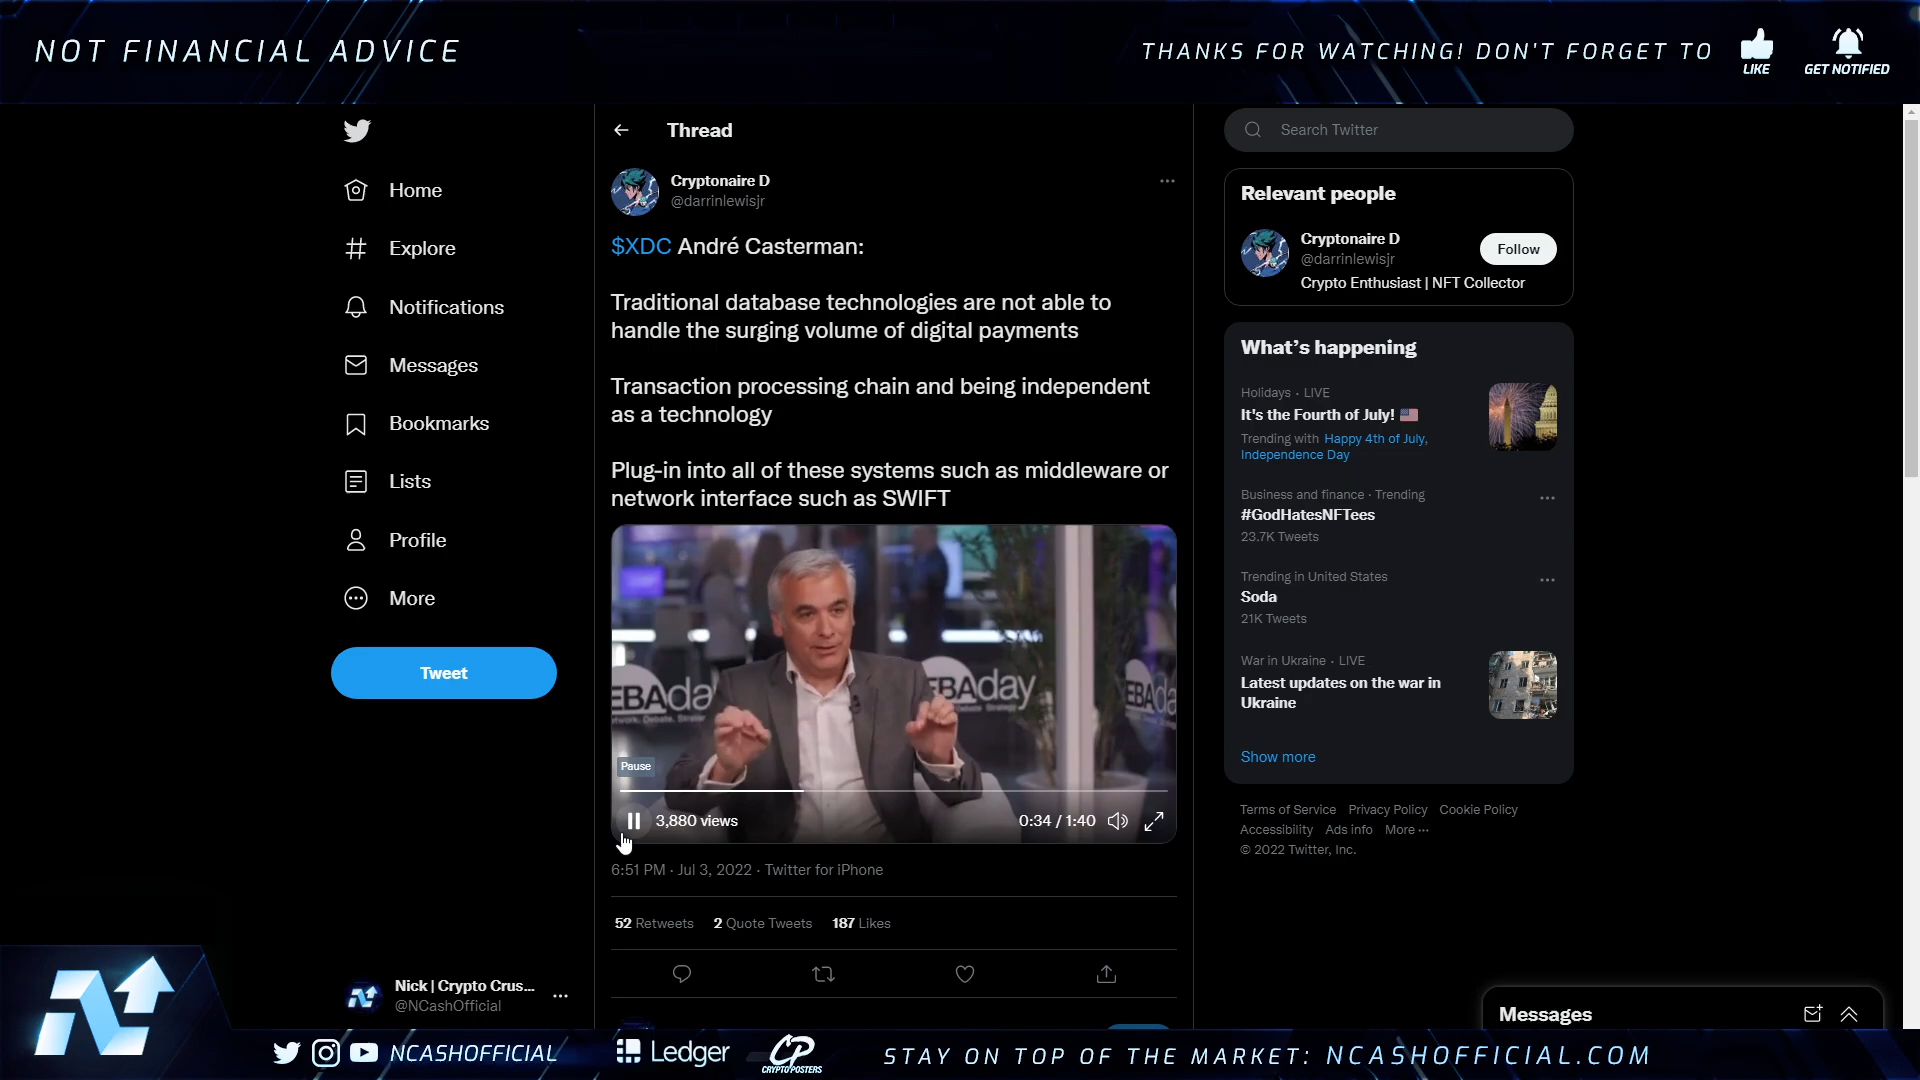 NOT FINANCIAL ADVICE
THANKS FOR WATCHING! DON'T FORGET TO
LIKE
GET NOTIFIED
Home
Explore
Notifications
Messages
Bookmarks
Lists
Profile
More
Tweet
Nick | Crypto Crus...
@NCashOfficial
Thread
Cryptonaire D
@darrinlewisjr
$XDC André Casterman:
Traditional database technologies are not able to
handle the surging volume of digital payments
Transaction processing chain and being independent
as a technology
Plug-in into all of these systems such as middleware or
network interface such as SWIFT
EBAda
EBAday
EBAda
Pause
3,880 views
0:34 / 1:40
6:51 PM · Jul 3, 2022 · Twitter for iPhone
52 Retweets 2 Quote Tweets 187 Likes
Search Twitter
Relevant people
Cryptonaire D
@darrinlewisjr
Follow
Crypto Enthusiast | NFT Collector
What's happening
Holidays · LIVE
It's the Fourth of July!
Trending with Happy 4th of July,
Independence Day
Business and finance · Trending
#GodHatesNFTees
23.7K Tweets
Trending in United States
Soda
21K Tweets
War in Ukraine · LIVE
Latest updates on the war in
Ukraine
Show more
Terms of Service Privacy Policy Cookie Policy
Accessibility Ads info More ···
© 2022 Twitter, Inc.
Messages
NCASHOFFICIAL
Ledger
CP
CRYPTOPOSTERS
STAY ON TOP OF THE MARKET: NCASHOFFICIAL.COM